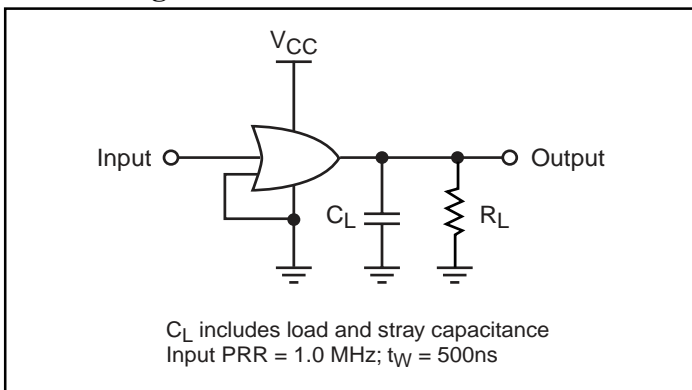 VCC
Input
Output
CL
RL
CL includes load and stray capacitance
Input PRR = 1.0 MHz; tW = 500ns